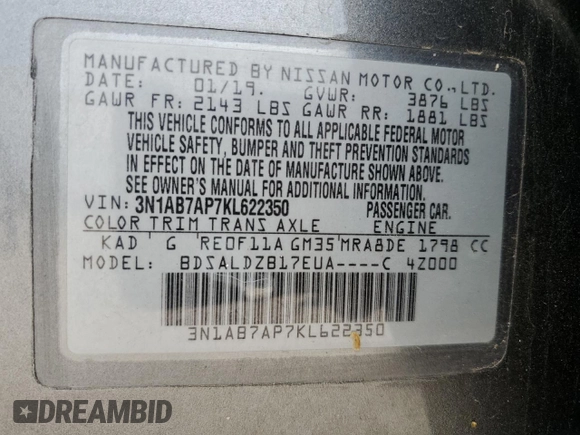 MANUFACTURED BY NISSAN MOTOR CO., LTD.
DATE: 01/19. GVWR: 3876 LBS
GAWR FR: 2143 LBS GAWR RR: 1881 LBS
THIS VEHICLE CONFORMS TO ALL APPLICABLE FEDERAL MOTOR
VEHICLE SAFETY, BUMPER AND THEFT PREVENTION STANDARDS
IN EFFECT ON THE DATE OF MANUFACTURE SHOWN ABOVE.
SEE OWNER'S MANUAL FOR ADDITIONAL INFORMATION.
VIN: 3N1AB7AP7KL622350 PASSENGER CAR.
COLOR TRIM TRANS AXLE ENGINE
KAD ' G 'RE0F11A GM35'MRA8DE 1798 CC
MODEL: BDSALDZB17EUA----C 4Z000
3N1AB7AP7KL622350
DREAMBID